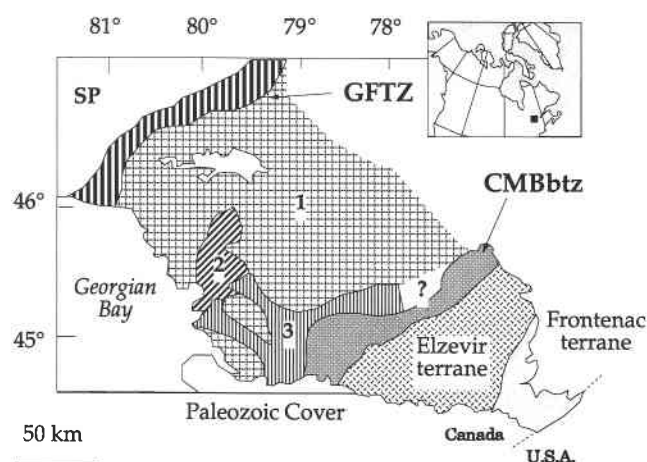 81° 80° 79° 78°
SP
GFTZ
46°
1
CMBbtz
2
?
Georgian
Bay
45°
3
Elzevir
terrane
Frontenac
terrane
Paleozoic Cover
50 km
Canada
U.S.A.